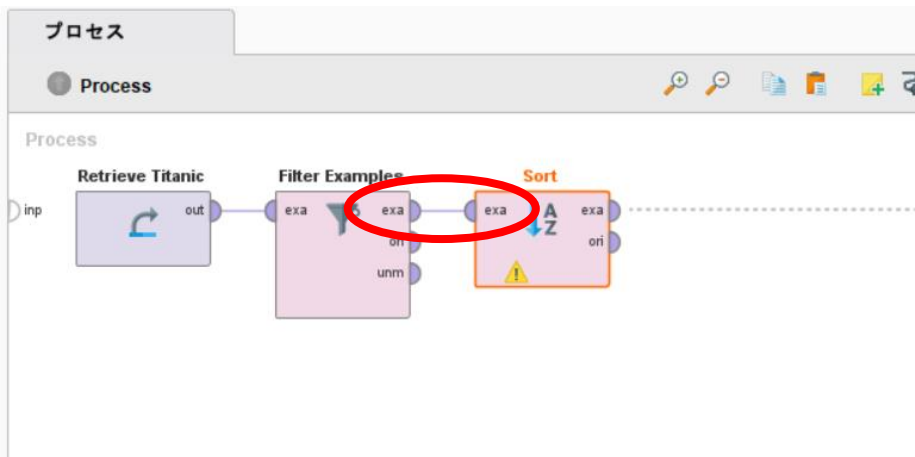 プロセス
Process
Process
Retrieve Titanic
Filter Examples
Sort
inp
out
exa
exa
ori
unm
exa
exa
ori
A
Z